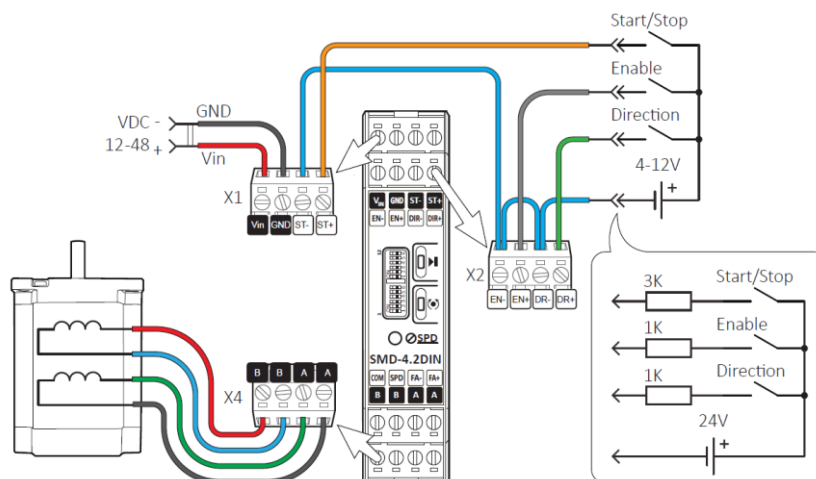 Start/Stop
Enable
Direction
4-12V
+
GND
VDC -
12-48 +
Vin
X1
Vin GND ST- ST+
VIN GND ST- ST+
EN- EN+ DIR- DIR+
X2
EN- EN+ DR- DR+
SPD
SMD-4.2DIN
COM SPD FA- FA+
B B A A
X4
B B A A
3K
Start/Stop
1K
Enable
1K
Direction
24V
+